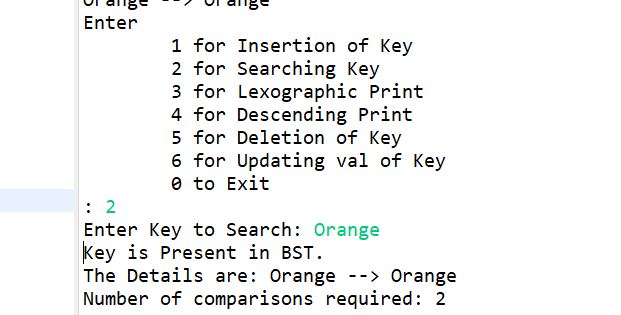 Orange --> Orange
Enter
1 for Insertion of Key
2 for Searching Key
3 for Lexographic Print
4 for Descending Print
5 for Deletion of Key
6 for Updating val of Key
0 to Exit
: 2
Enter Key to Search: Orange
Key is Present in BST.
The Details are: Orange --> Orange
Number of comparisons required: 2